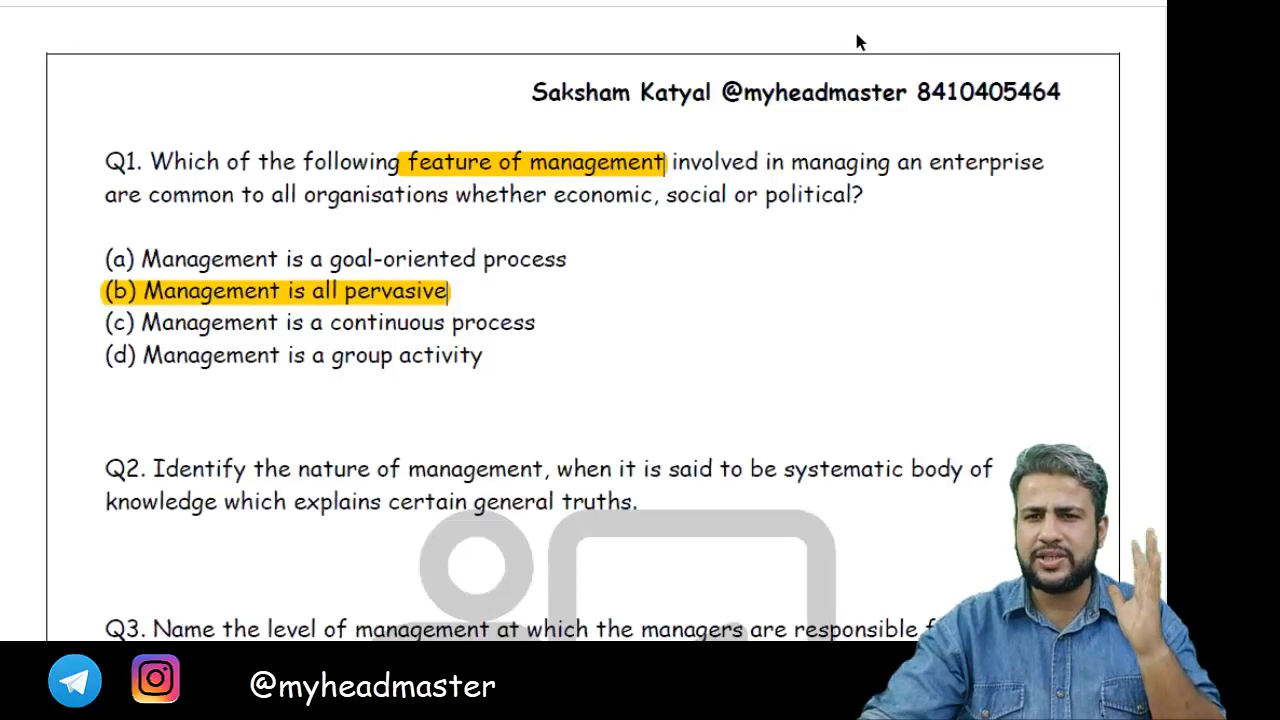 Saksham Katyal @myheadmaster 8410405464
Q1. Which of the following feature of management involved in managing an enterprise
are common to all organisations whether economic, social or political?
(a) Management is a goal-oriented process
(b) Management is all pervasive
(c) Management is a continuous process
(d) Management is a group activity
Q2. Identify the nature of management, when it is said to be systematic body of
knowledge which explains certain general truths.
Q3. Name the level of management at which the managers are responsible
@myheadmaster